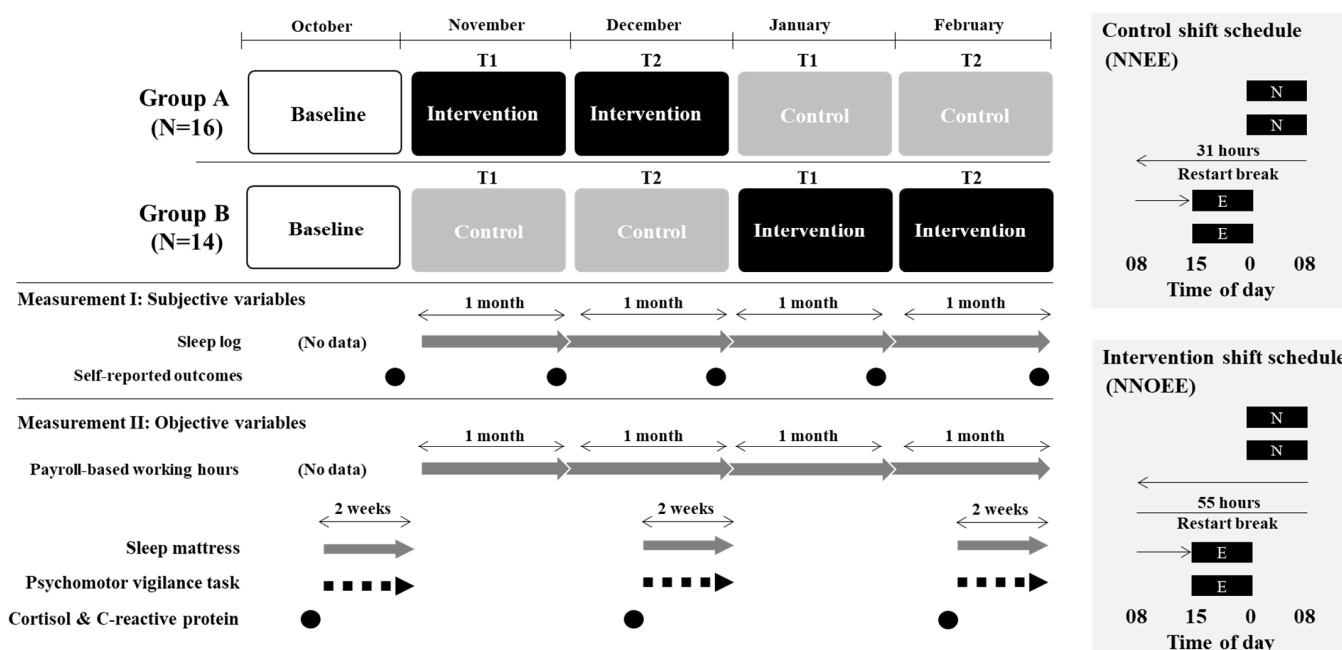 October November December January February
T1 T2 T1 T2
Group A
(N=16)
Baseline Intervention Intervention Control Control
T1 T2 T1 T2
Group B
(N=14)
Baseline Control Control Intervention Intervention
Measurement I: Subjective variables
1 month 1 month 1 month 1 month
Sleep log (No data)
Self-reported outcomes
Measurement II: Objective variables
1 month 1 month 1 month 1 month
Payroll-based working hours (No data)
2 weeks 2 weeks 2 weeks
Sleep mattress
Psychomotor vigilance task
Cortisol & C-reactive protein
Control shift schedule
(NNEE)
N
N
31 hours
Restart break
E
E
08 15 0 08
Time of day
Intervention shift schedule
(NNOEE)
N
N
55 hours
Restart break
E
E
08 15 0 08
Time of day